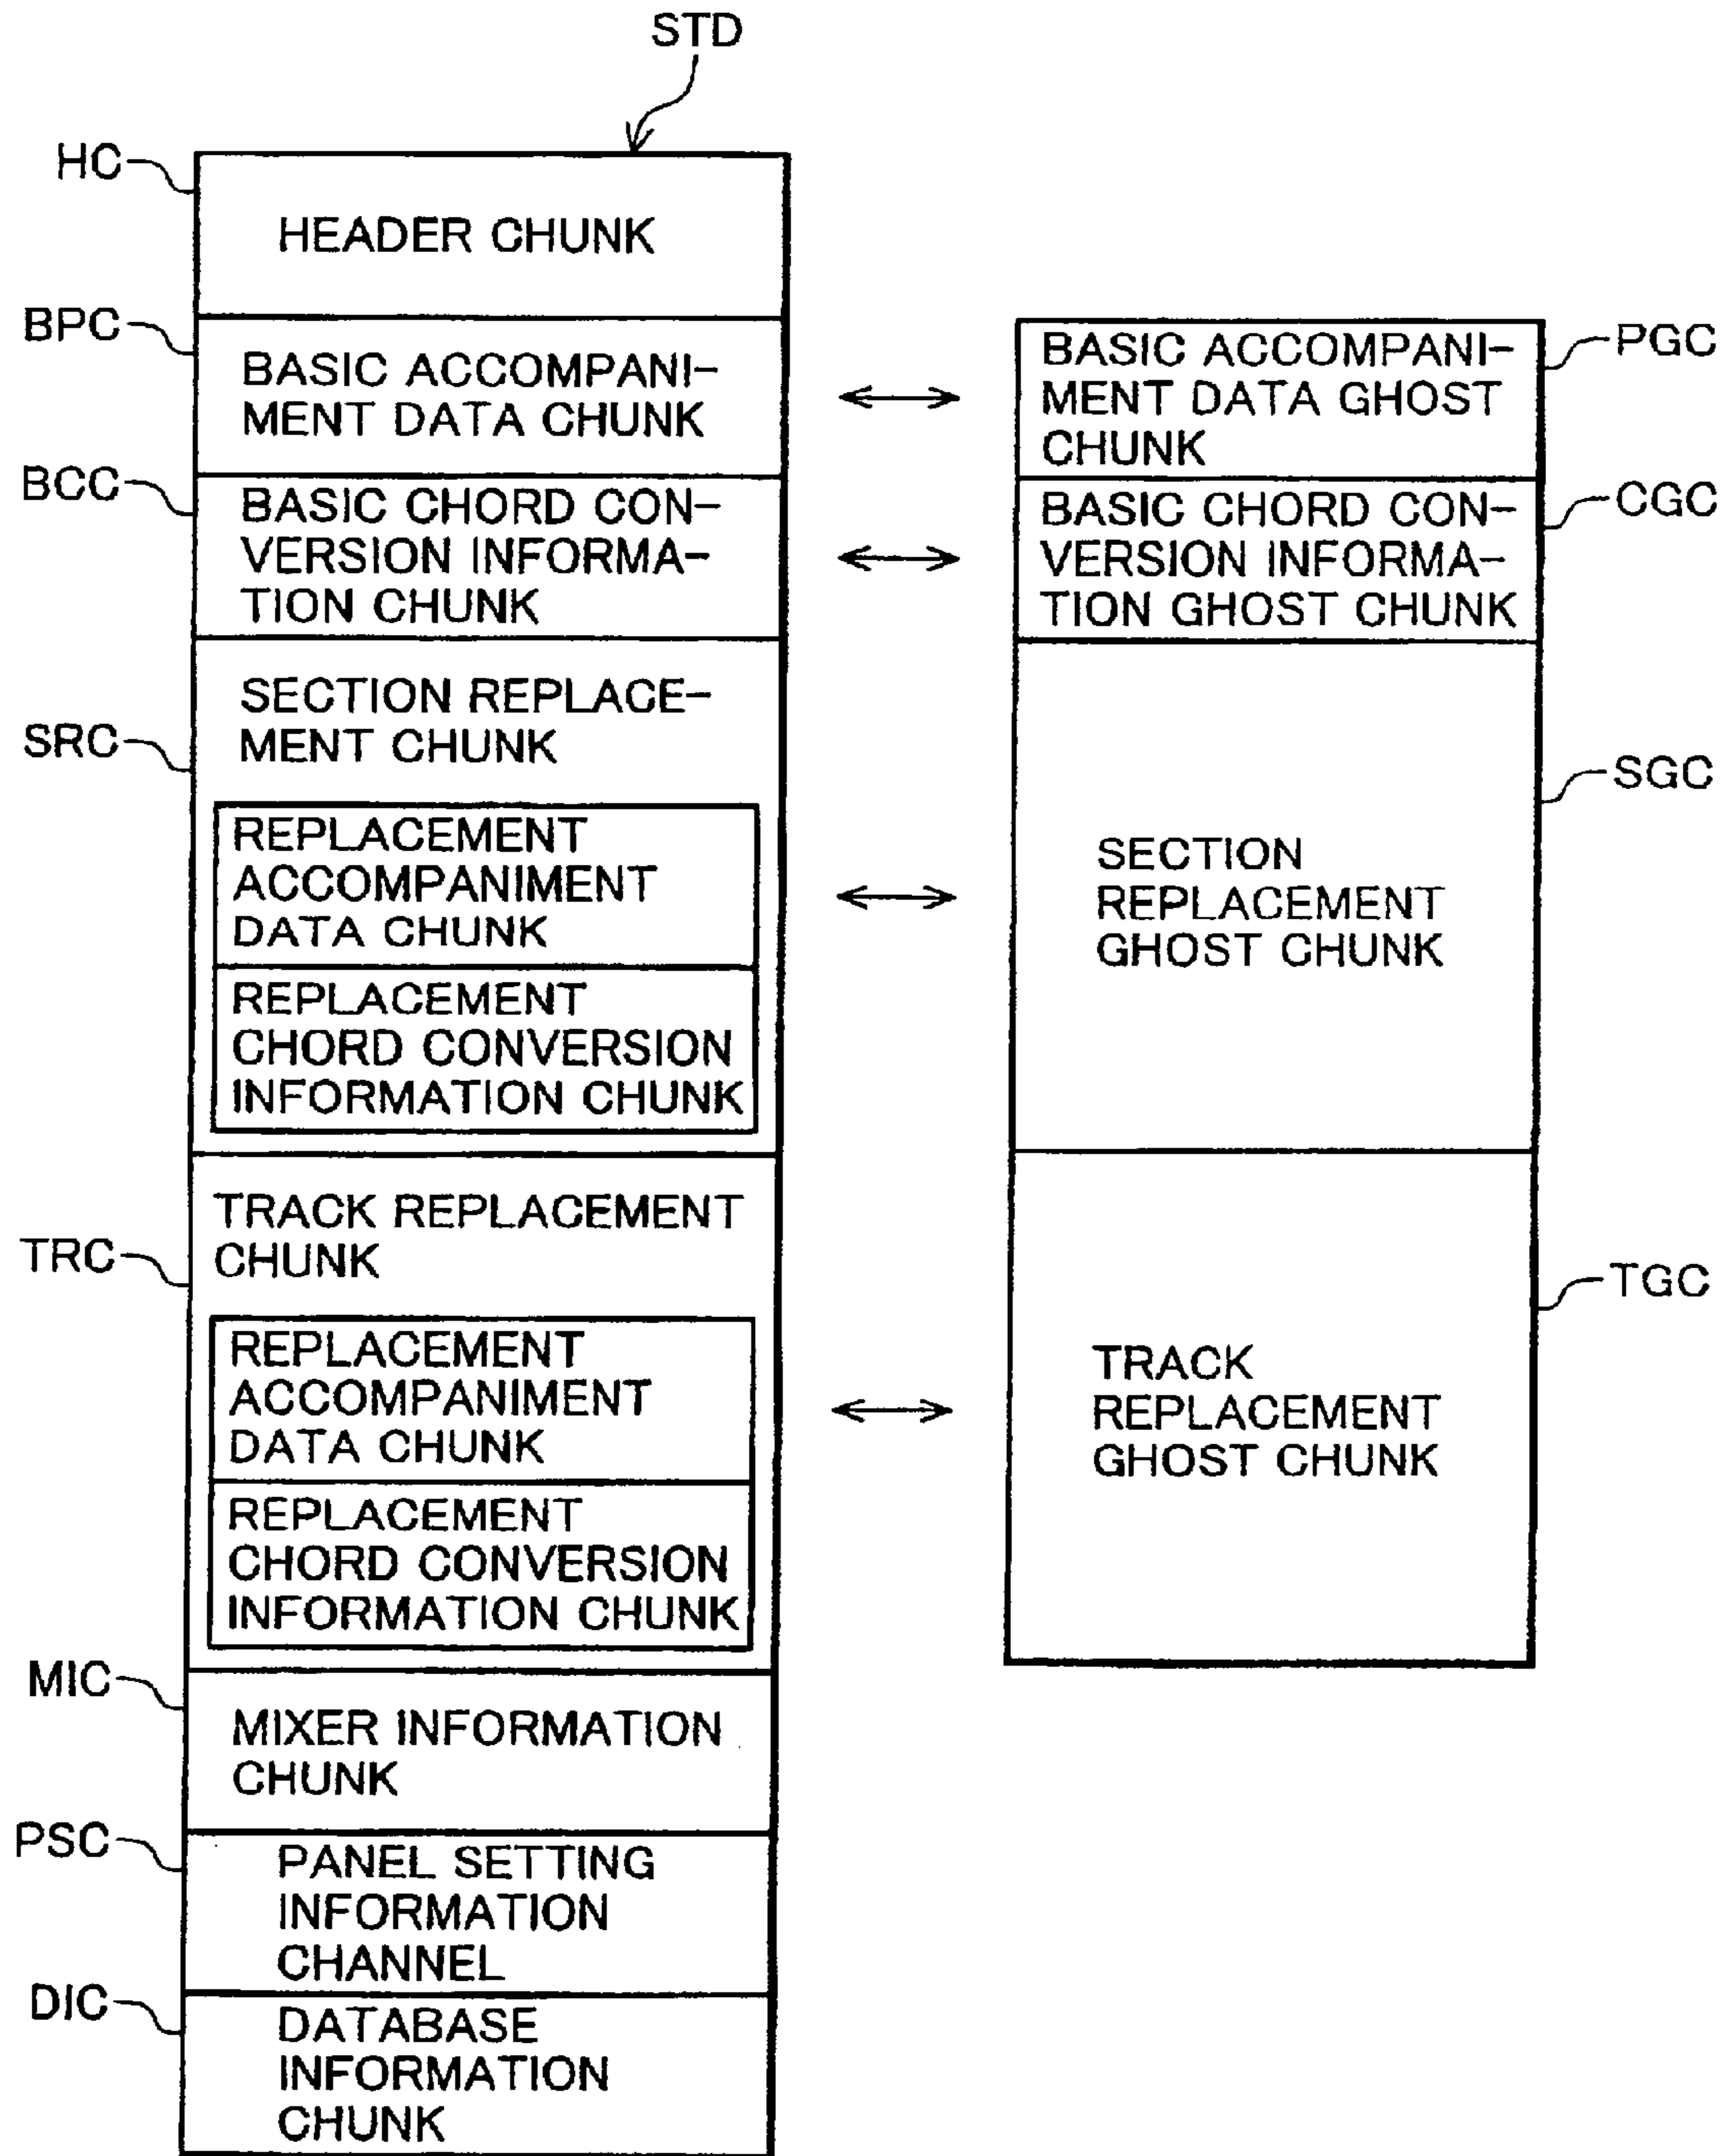 STD
HC
HEADER CHUNK
BPC
BASIC ACCOMPANI-
MENT DATA CHUNK
BCC
BASIC CHORD CON-
VERSION INFORMA-
TION CHUNK
SRC
SECTION REPLACE-
MENT CHUNK
REPLACEMENT
ACCOMPANIMENT
DATA CHUNK
REPLACEMENT
CHORD CONVERSION
INFORMATION CHUNK
TRC
TRACK REPLACEMENT
CHUNK
REPLACEMENT
ACCOMPANIMENT
DATA CHUNK
REPLACEMENT
CHORD CONVERSION
INFORMATION CHUNK
MIC
MIXER INFORMATION
CHUNK
PSC
PANEL SETTING
INFORMATION
CHANNEL
DIC
DATABASE
INFORMATION
CHUNK
BASIC ACCOMPANI-
MENT DATA GHOST
CHUNK
PGC
BASIC CHORD CON-
VERSION INFORMA-
TION GHOST CHUNK
CGC
SECTION
REPLACEMENT
GHOST CHUNK
SGC
TRACK
REPLACEMENT
GHOST CHUNK
TGC